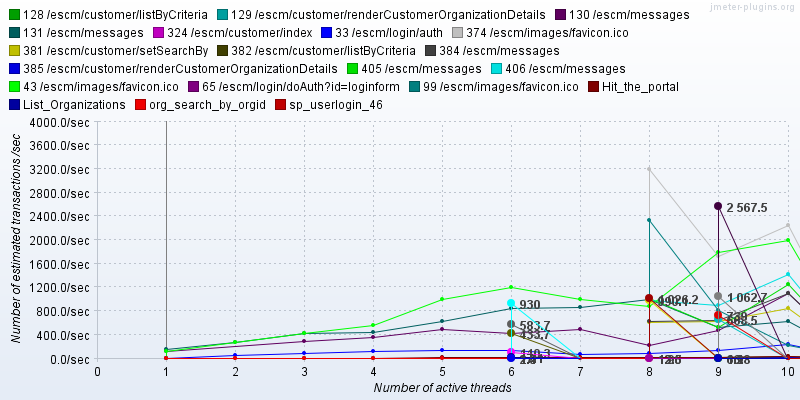 jmeter-plugins.org
128 /escm/customer/listByCriteria 129 /escm/customer/renderCustomerOrganizationDetails 130 /escm/messages
131 /escm/messages 324 /escm/customer/index 33 /escm/login/auth 374 /escm/images/favicon.ico
381 /escm/customer/setSearchBy 382 /escm/customer/listByCriteria 384 /escm/messages
385 /escm/customer/renderCustomerOrganizationDetails 405 /escm/messages 406 /escm/messages
43 /escm/images/favicon.ico 65 /escm/login/doAuth?id=loginform 99 /escm/images/favicon.ico Hit_the_portal
List_Organizations org_search_by_orgid sp_userlogin_46
4000.0/sec
3600.0/sec
3200.0/sec
2800.0/sec
2400.0/sec
2000.0/sec
1600.0/sec
1200.0/sec
800.0/sec
400.0/sec
0.0/sec
Number of estimated transactions /sec
2 567.5
1 062.7
1 026.2
930
583.7
433.7
0 1 2 3 4 5 6 7 8 9 10
Number of active threads